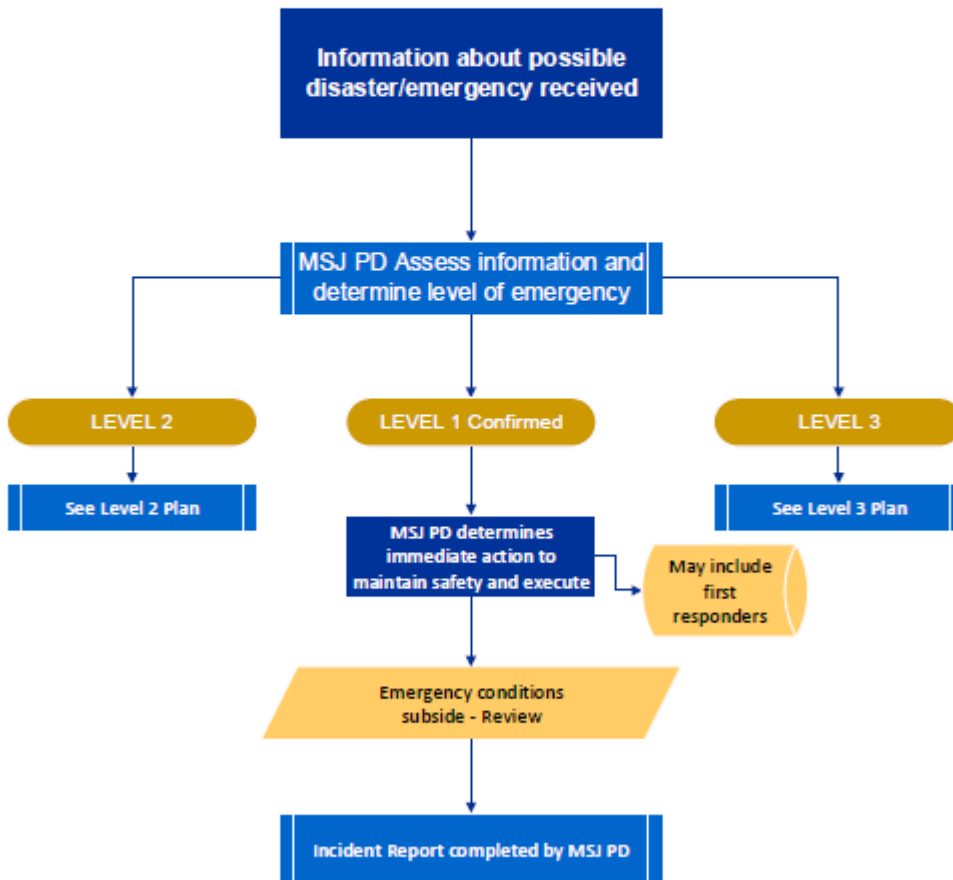 Information about possible
disaster/emergency received
MSJ PD Assess information and
determine level of emergency
LEVEL 2
LEVEL 1 Confirmed
LEVEL 3
See Level 2 Plan
See Level 3 Plan
MSJ PD determines
immediate action to
maintain safety and execute
May include
first
responders
Emergency conditions
subside - Review
Incident Report completed by MSJ PD